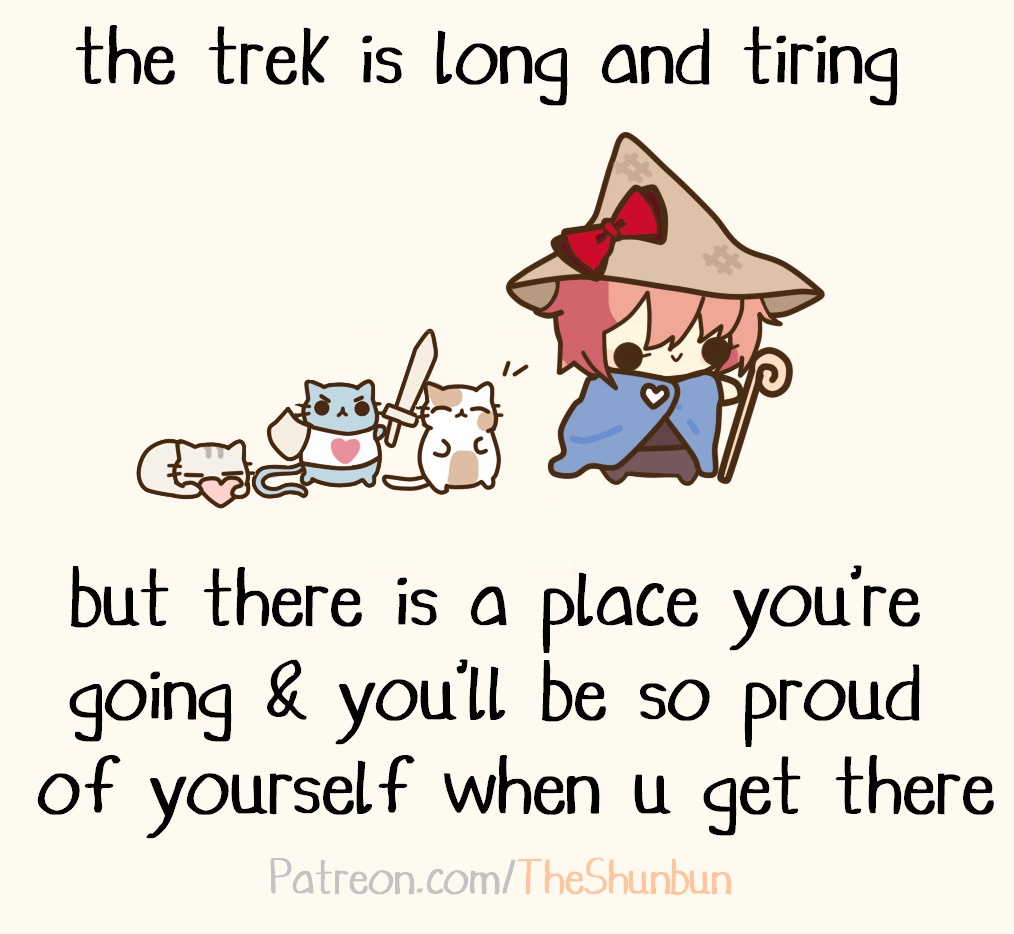 the trek is long and tiring
but there is a place you're
going & you'll be so proud
of yourself when u get there
Patreon.com/TheShunbun